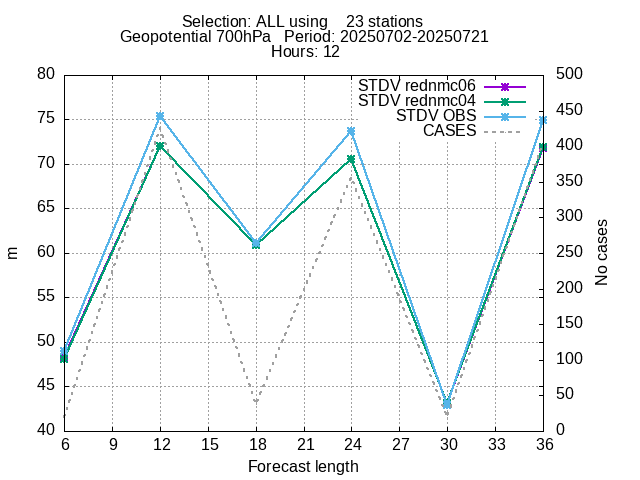 Selection: ALL using 23 stations
Geopotential 700hPa Period: 20250702-20250721
Hours: 12
STDV rednmc06
STDV rednmc04
STDV OBS
CASES
80
75
70
65
60
55
50
45
40
m
500
450
400
350
300
250
200
150
100
50
0
No cases
6 9 12 15 18 21 24 27 30 33 36
Forecast length